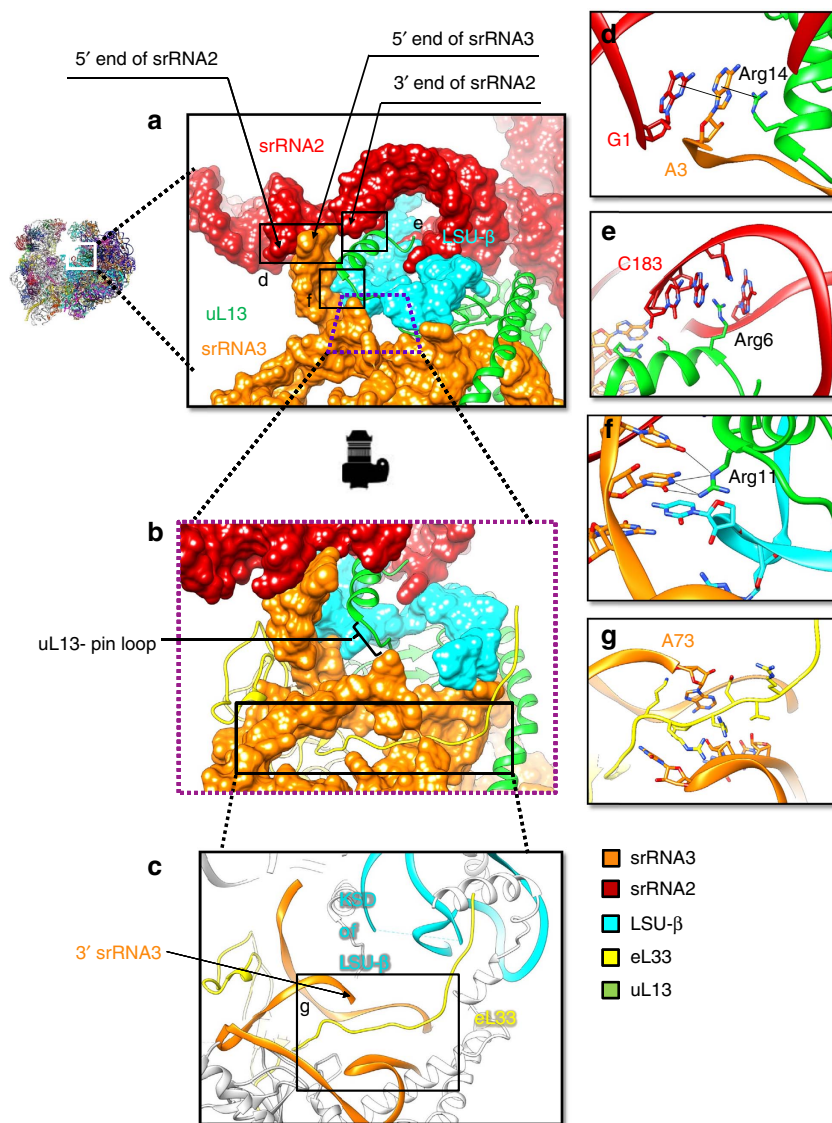 5′ end of srRNA2
5′ end of srRNA3
3′ end of srRNA2
a
srRNA2
e
LSU-β
d
f
uL13
srRNA3
b
uL13- pin loop
c
KSD
of
LSU-β
3′ srRNA3
g
eL33
d
Arg14
G1
A3
e
C183
Arg6
f
Arg11
g
A73
srRNA3
srRNA2
LSU-β
eL33
uL13